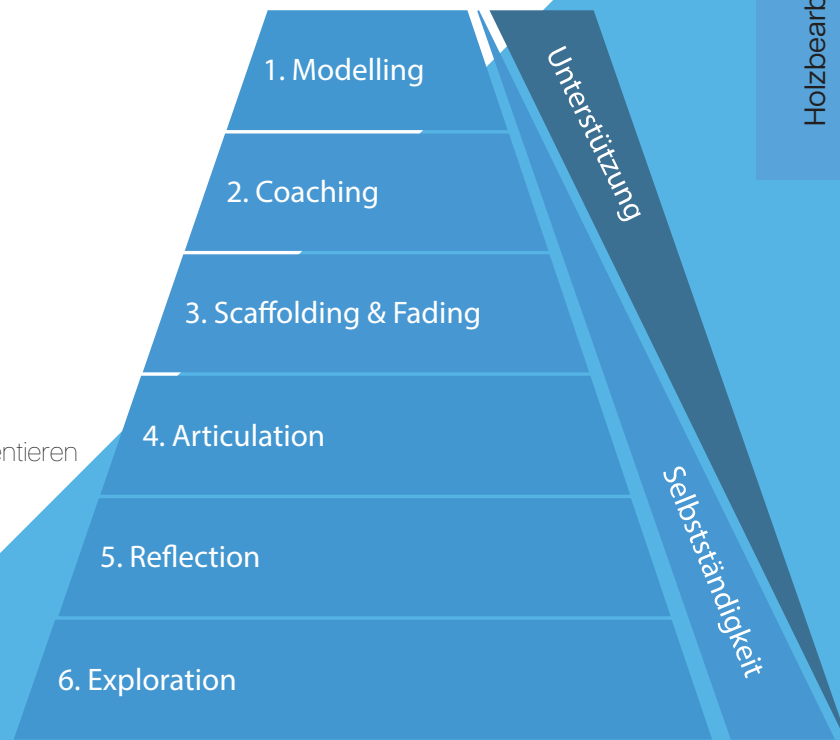 1. Modelling
2. Coaching
3. Scaffolding & Fading
4. Articulation
5. Reflection
6. Exploration
Unterstützung
Selbstständigkeit